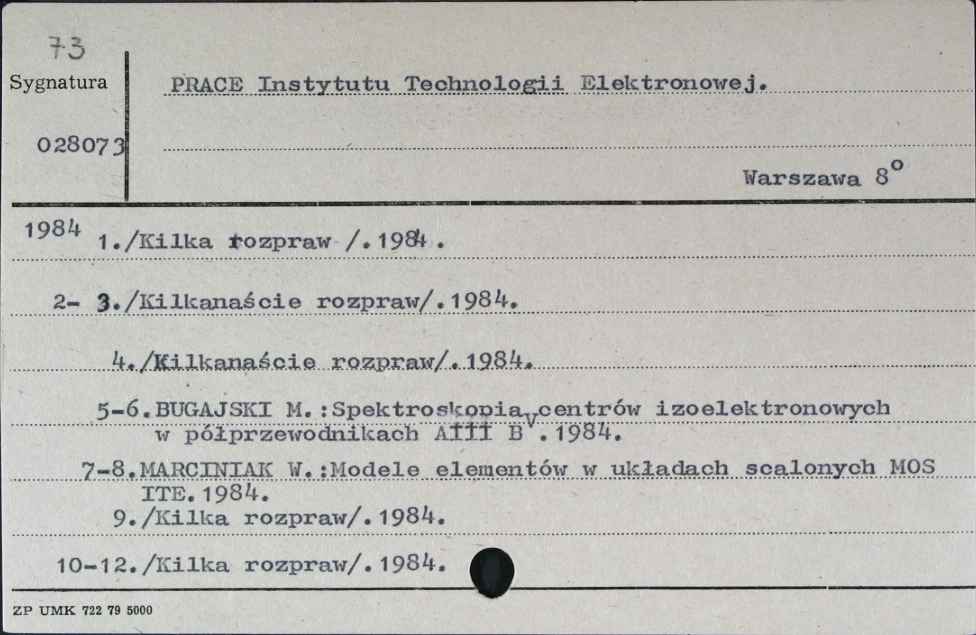 73
Sygnatura
PRACE Instytutu Technologii Elektronowej.
028073
Warszawa 8°
1984
1./Kilka rozpraw /.1984.
2- 3./Kilkanaście rozpraw/.1984.
4./Kilkanaście rozpraw/.1984.
5-6.BUGAJSKI M.:Spektroskopia centrów izoelektronowych
w półprzewodnikach AIII BV.1984.
7-8.MARCINIAK W.:Modele elementów w układach scalonych MOS
ITE.1984.
9./Kilka rozpraw/.1984.
10-12./Kilka rozpraw/.1984.
ZP UMK 722 79 5000